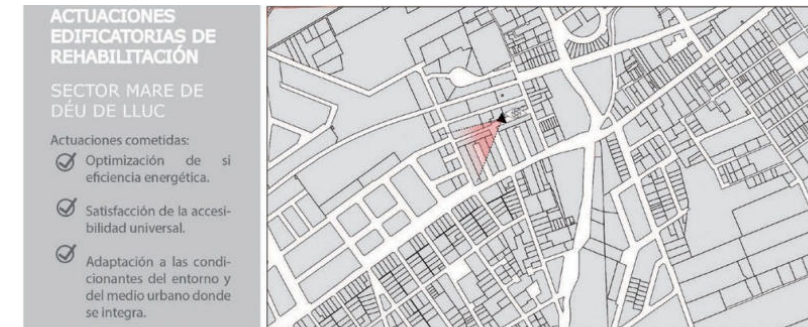 ACTUACIONES
EDIFICATORIAS DE
REHABILITACIÓN
SECTOR MARE DE
DÉU DE LLUC
Actuaciones cometidas:
Optimización de si
eficiencia energética.
Satisfacción de la accesi-
bilidad universal.
Adaptación a las condi-
cionantes del entorno y
del medio urbano donde
se integra.